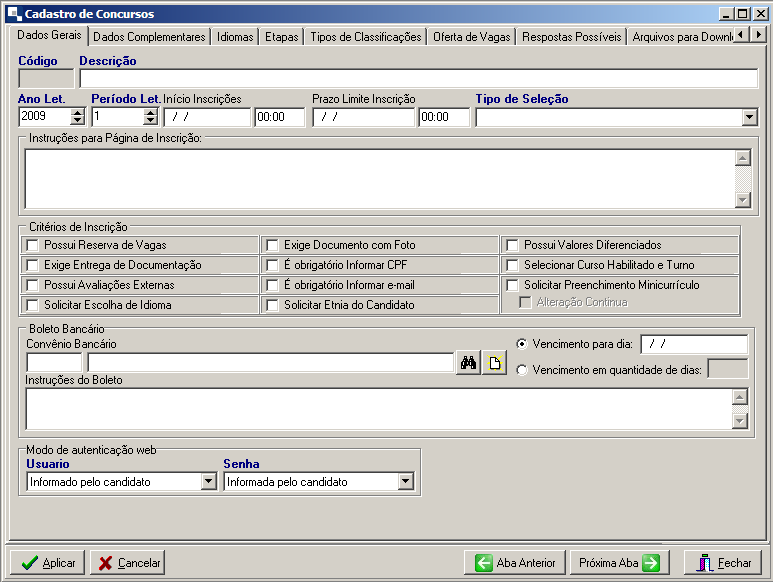 Cadastro de Concursos
Dados Gerais Dados Complementares Idiomas Etapas Tipos de Classificações Oferta de Vagas Respostas Possíveis Arquivos para Downl
Código Descrição
Ano Let. Período Let. Início Inscrições Prazo Limite Inscrição Tipo de Seleção
2009 1 / / 00:00 / / 00:00
Instruções para Página de Inscrição:
Critérios de Inscrição
Possui Reserva de Vagas Exige Documento com Foto Possui Valores Diferenciados
Exige Entrega de Documentação É obrigatório Informar CPF Selecionar Curso Habilitado e Turno
Possui Avaliações Externas É obrigatório Informar e-mail Solicitar Preenchimento Minicurrículo
Solicitar Escolha de Idioma Solicitar Etnia do Candidato Alteração Contínua
Boleto Bancário
Convênio Bancário Vencimento para dia: / /
Vencimento em quantidade de dias:
Instruções do Boleto
Modo de autenticação web
Usuario Senha
Informado pelo candidato Informada pelo candidato
Aplicar Cancelar Aba Anterior Próxima Aba Fechar